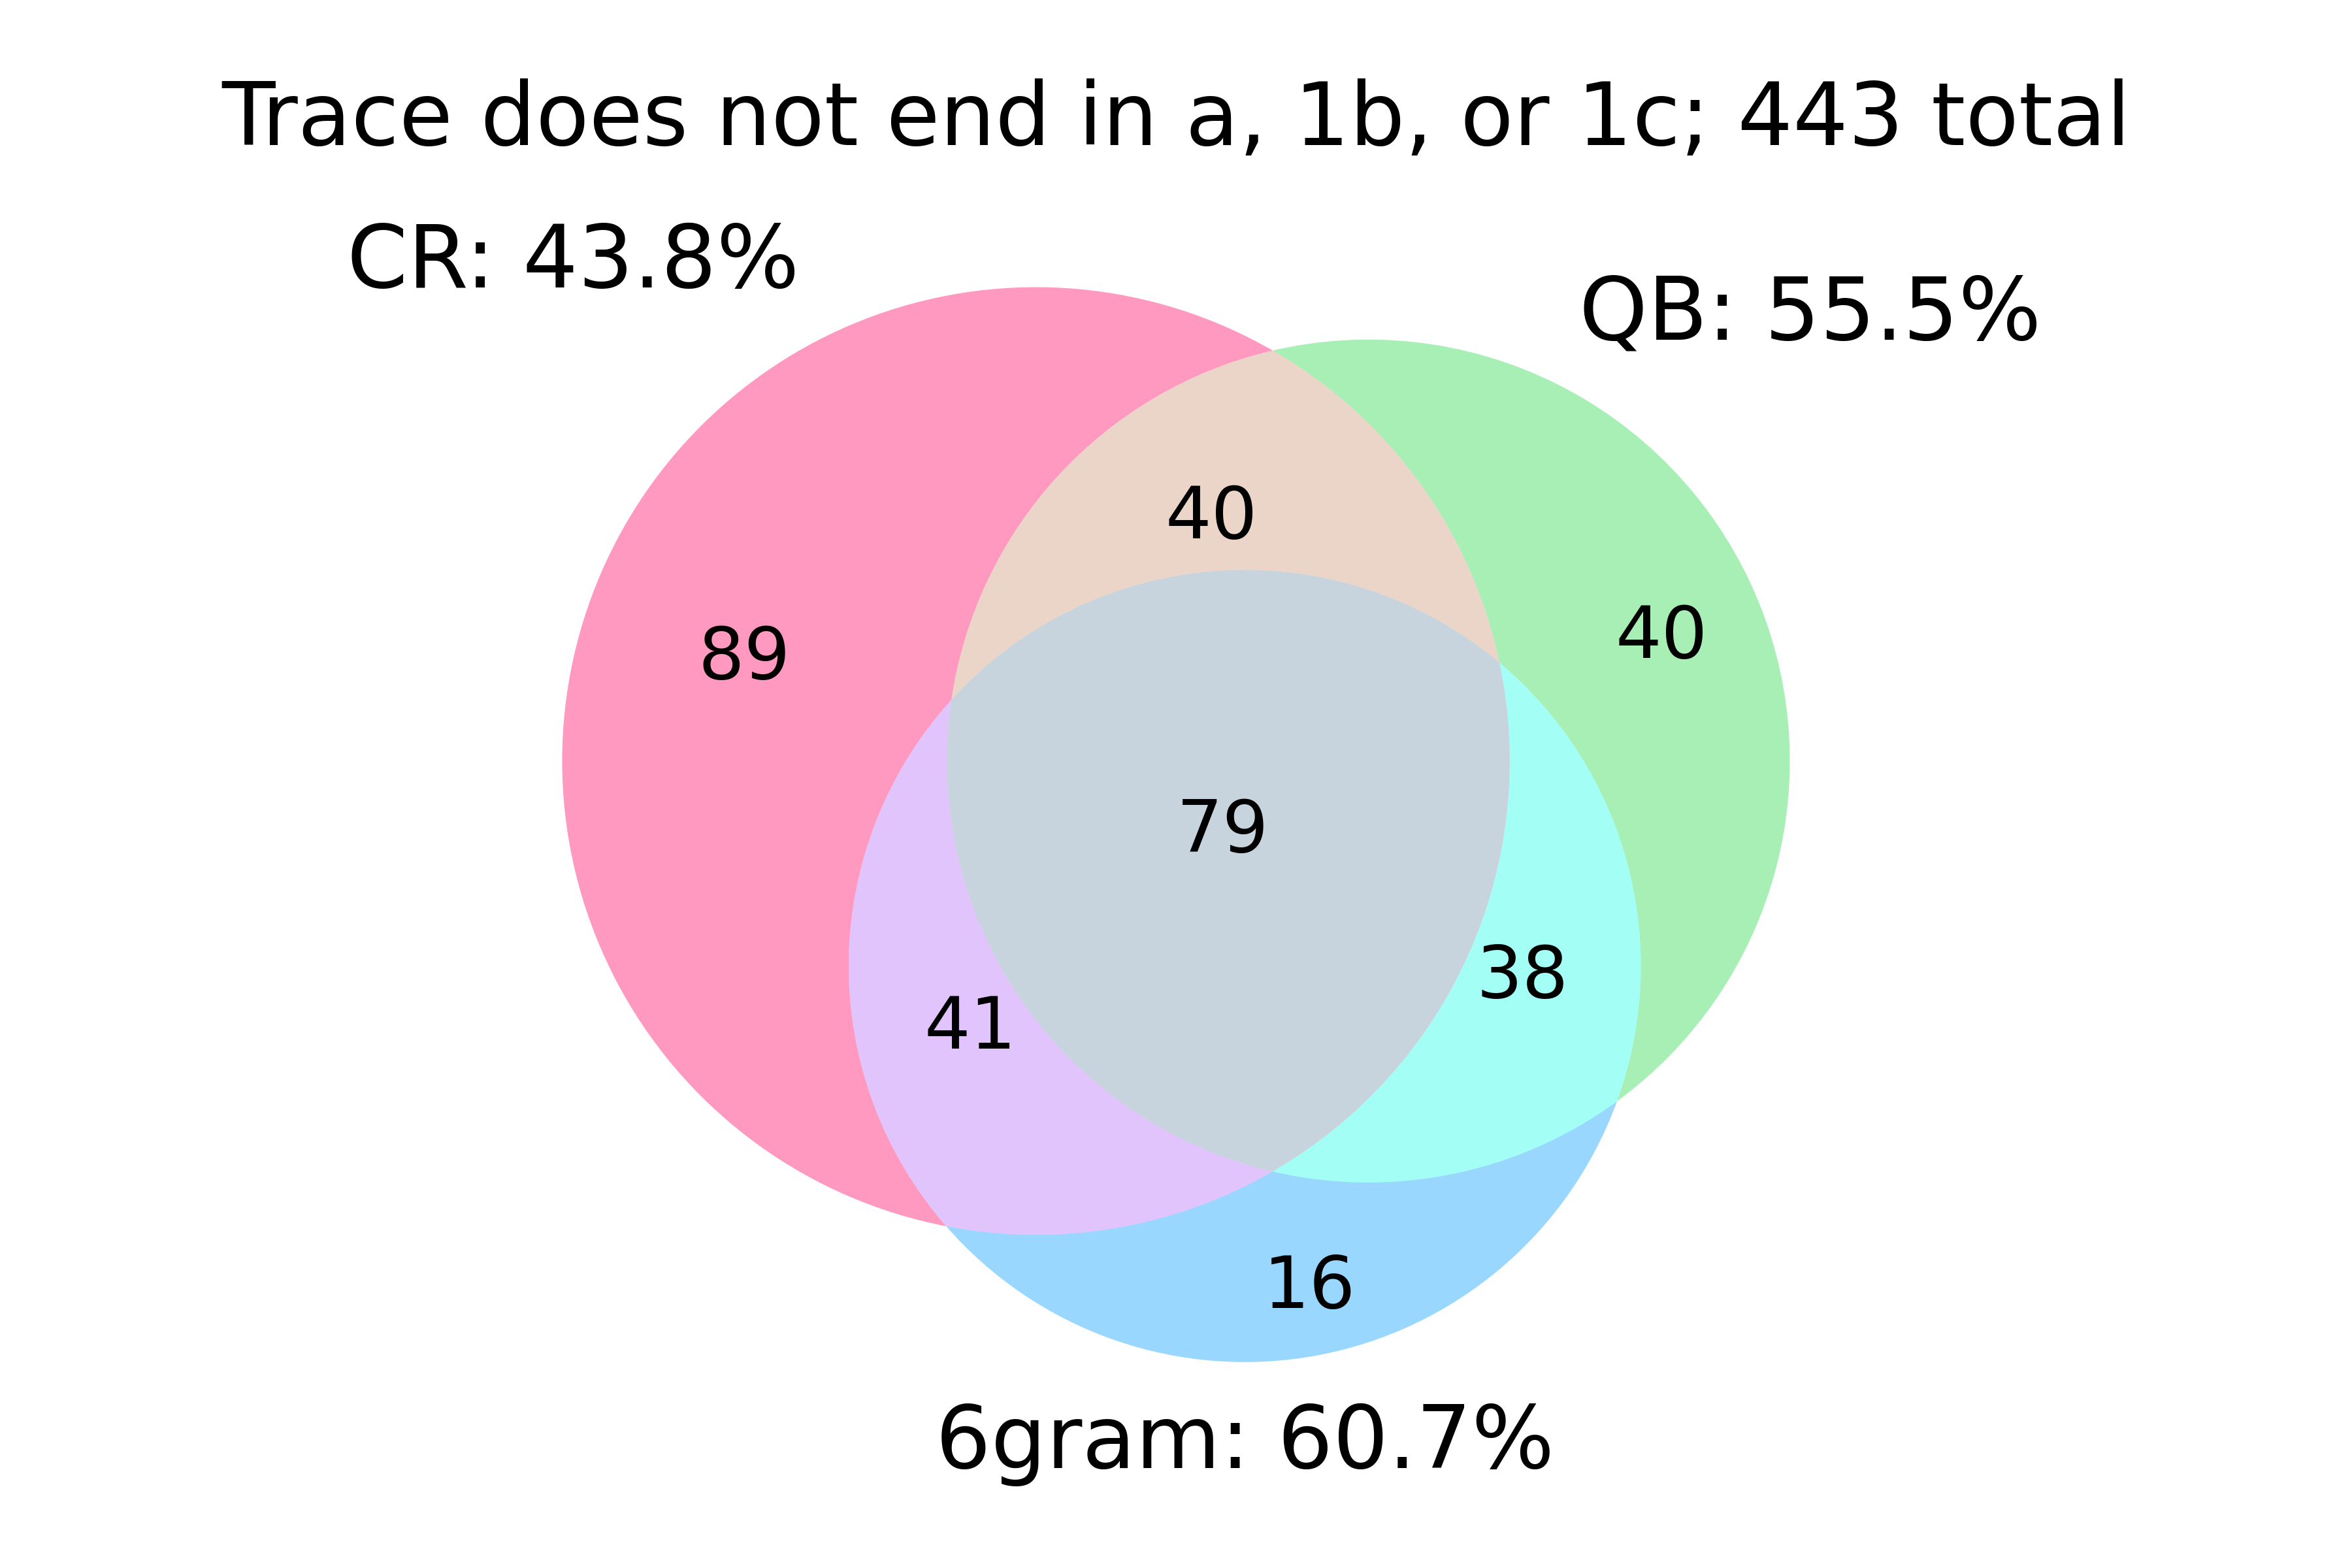 Trace does not end in a, 1b, or 1c; 443 total
CR: 43.8%
QB: 55.5%
40
40
89
79
38
41
16
6gram: 60.7%